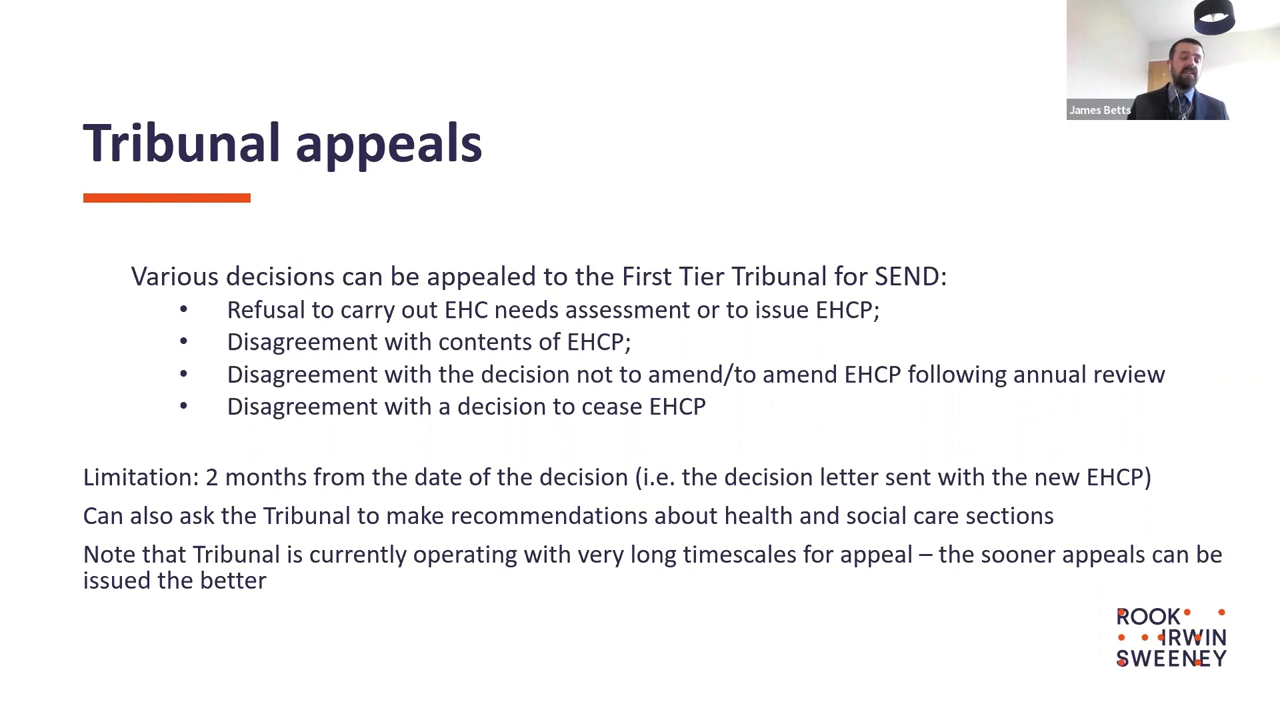 James Betts
Tribunal appeals
Various decisions can be appealed to the First Tier Tribunal for SEND:
• Refusal to carry out EHC needs assessment or to issue EHCP;
• Disagreement with contents of EHCP;
• Disagreement with the decision not to amend/to amend EHCP following annual review
• Disagreement with a decision to cease EHCP
Limitation: 2 months from the date of the decision (i.e. the decision letter sent with the new EHCP)
Can also ask the Tribunal to make recommendations about health and social care sections
Note that Tribunal is currently operating with very long timescales for appeal – the sooner appeals can be
issued the better
ROOK
IRWIN
SWEENEY